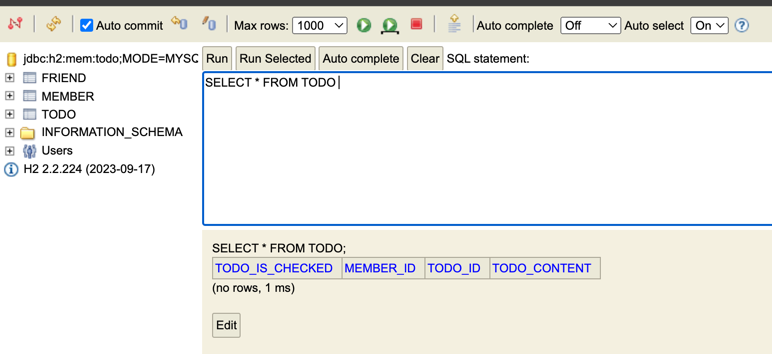 Auto commit Max rows: 1000 Auto complete Off Auto select On ?
jdbc:h2:mem:todo;MODE=MYSC
Run Run Selected Auto complete Clear SQL statement:
FRIEND
MEMBER
TODO
INFORMATION_SCHEMA
Users
H2 2.2.224 (2023-09-17)
SELECT * FROM TODO
SELECT * FROM TODO;
TODO_IS_CHECKED MEMBER_ID TODO_ID TODO_CONTENT
(no rows, 1 ms)
Edit